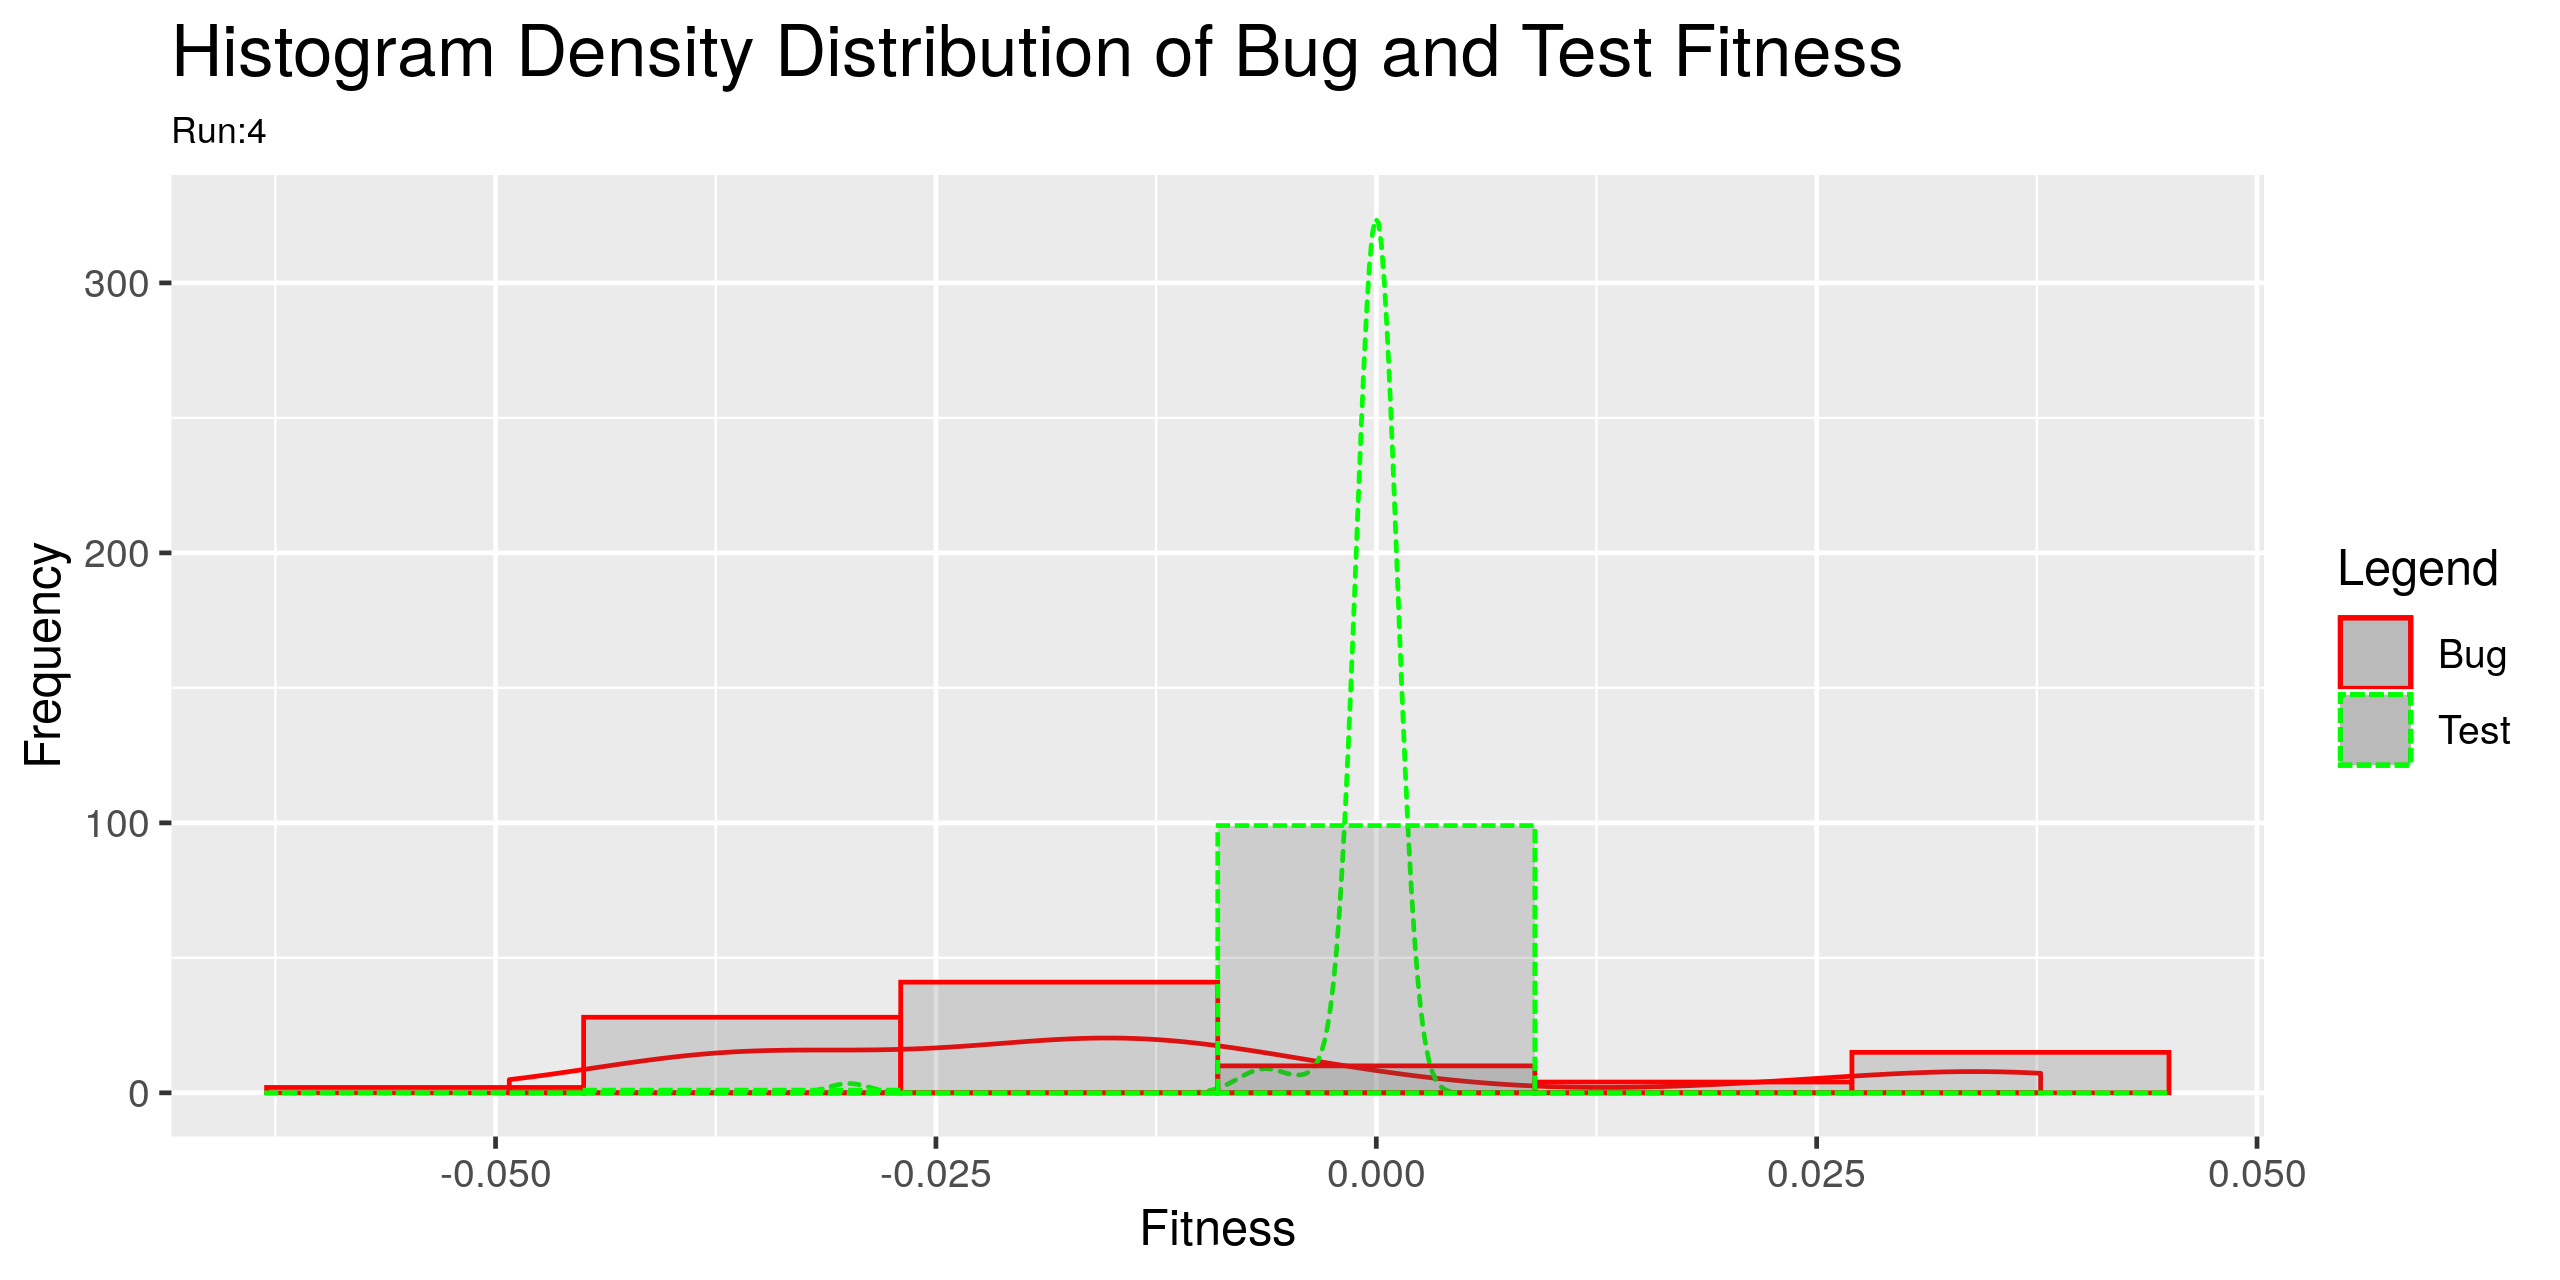 Histogram Density Distribution of Bug and Test Fitness
Run:4
Frequency
300
200
100
0
-0.050
-0.025
0.000
0.025
0.050
Fitness
Legend
Bug
Test